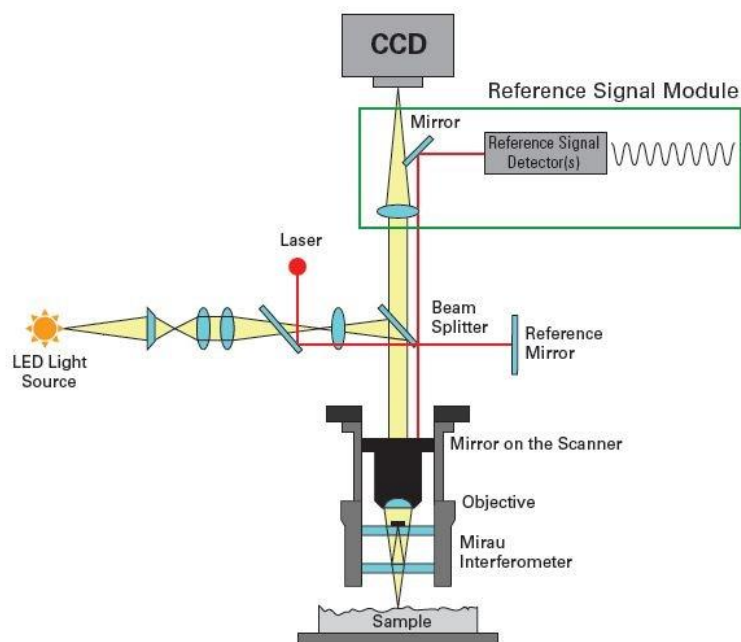 CCD
Reference Signal Module
Mirror
Reference Signal
Detector(s)
Laser
Beam
Splitter
Reference
Mirror
LED Light
Source
Mirror on the Scanner
Objective
Mirau
Interferometer
Sample